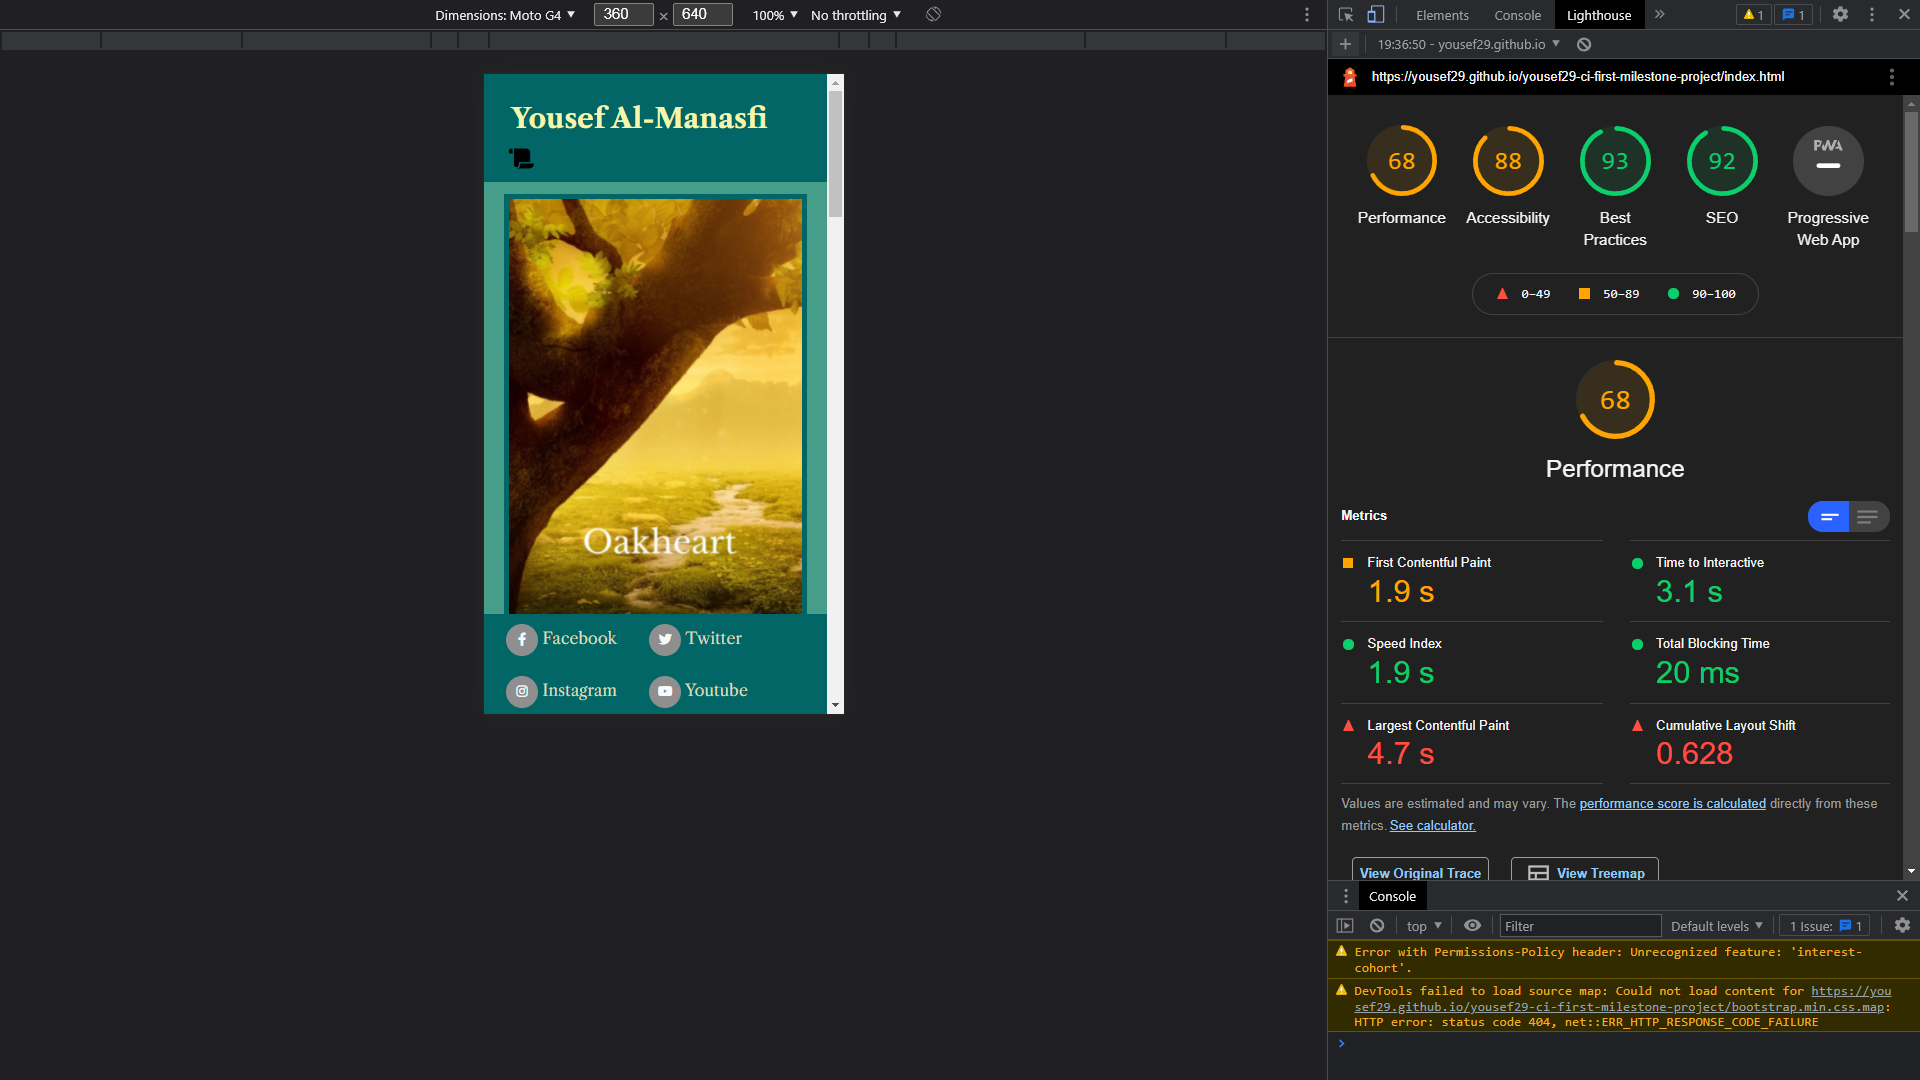 Dimensions: Moto G4 ▼ 360 × 640 100% ▼ No throttling ▼
Elements Console Lighthouse » 1 1
19:36:50 - yousef29.github.io ▼
https://yousef29.github.io/yousef29-ci-first-milestone-project/index.html
Yousef Al-Manasfi
Oakheart
Facebook Twitter
Instagram Youtube
68 88 93 92 PWA
Performance Accessibility Best Practices SEO Progressive Web App
0–49 50–89 90–100
68
Performance
Metrics
First Contentful Paint
1.9 s
Time to Interactive
3.1 s
Speed Index
1.9 s
Total Blocking Time
20 ms
Largest Contentful Paint
4.7 s
Cumulative Layout Shift
0.628
Values are estimated and may vary. The performance score is calculated directly from these
metrics. See calculator.
View Original Trace View Treemap
Console
top ▼ Filter Default levels ▼ 1 Issue: 1
Error with Permissions-Policy header: Unrecognized feature: 'interest-
cohort'.
DevTools failed to load source map: Could not load content for https://you
sef29.github.io/yousef29-ci-first-milestone-project/bootstrap.min.css.map:
HTTP error: status code 404, net::ERR_HTTP_RESPONSE_CODE_FAILURE